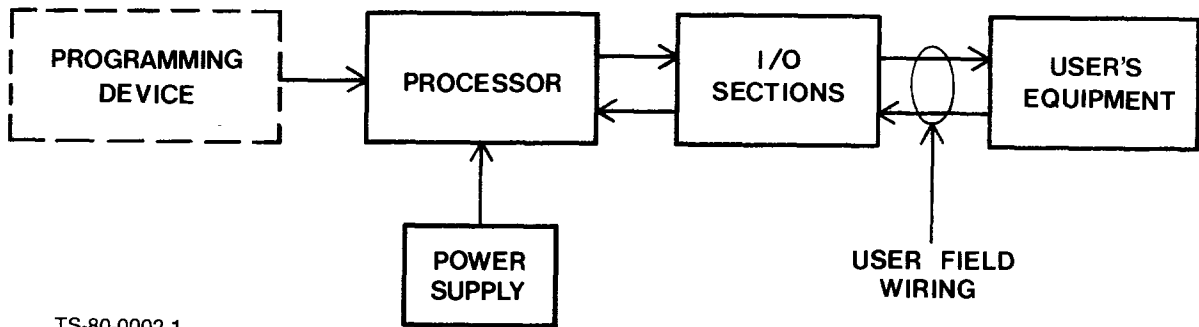 PROGRAMMING
DEVICE
PROCESSOR
I/O
SECTIONS
USER'S
EQUIPMENT
POWER
SUPPLY
USER FIELD
WIRING
TS-80-0002-1